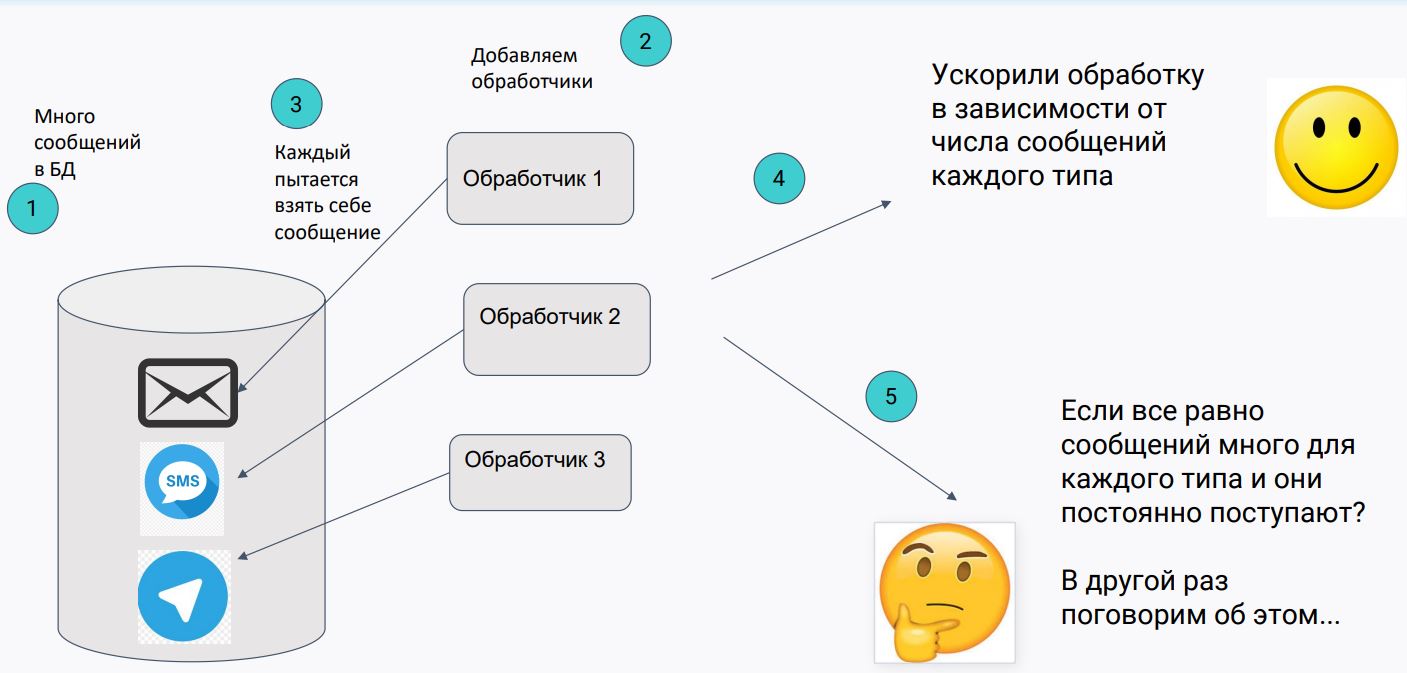 1
Много
сообщений
в БД
2
Добавляем
обработчики
3
Каждый
пытается
взять себе
сообщение
Обработчик 1
Обработчик 2
Обработчик 3
SMS
4
Ускорили обработку
в зависимости от
числа сообщений
каждого типа
5
Если все равно
сообщений много для
каждого типа и они
постоянно поступают?
В другой раз
поговорим об этом...